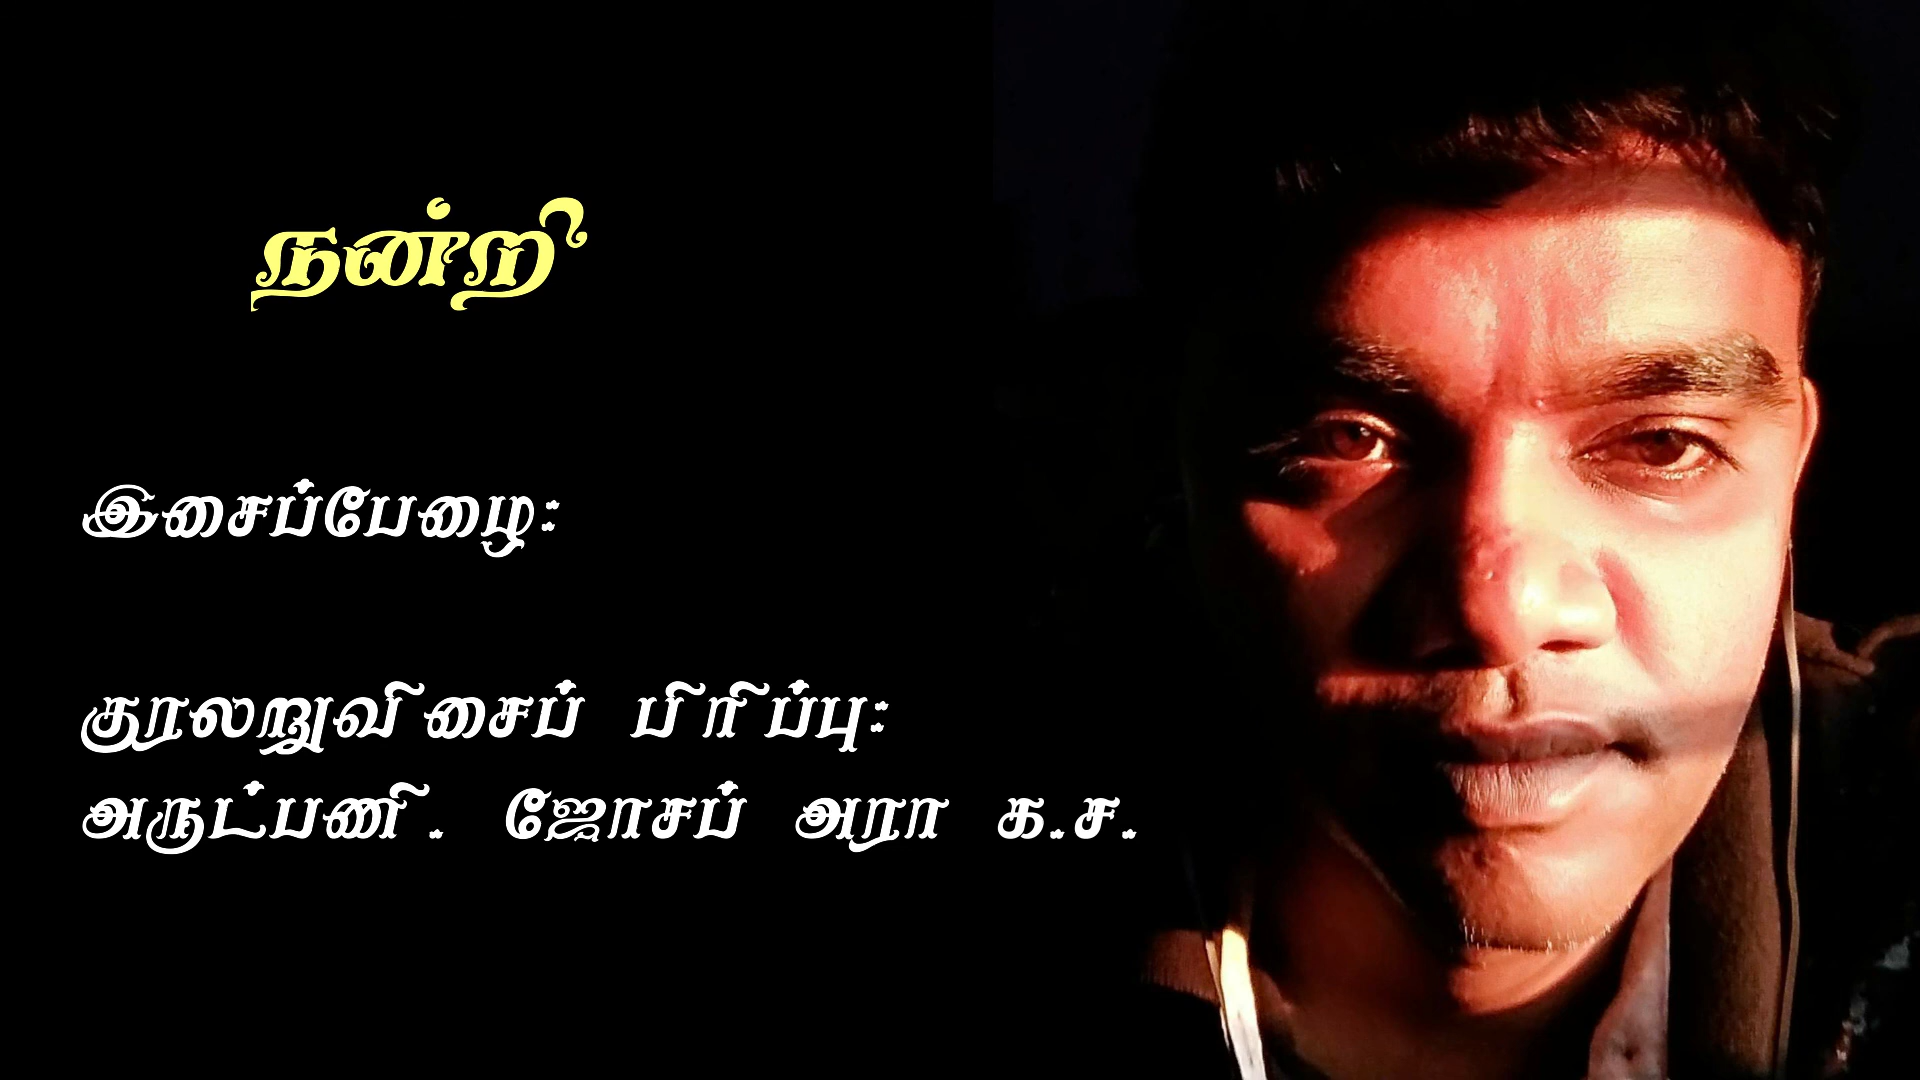 நன்றி
இசைப்பேழை:
குரலறுவிசைப் பிரிப்பு:
அருட்பணி. ஜோசப் அரா க.ச.